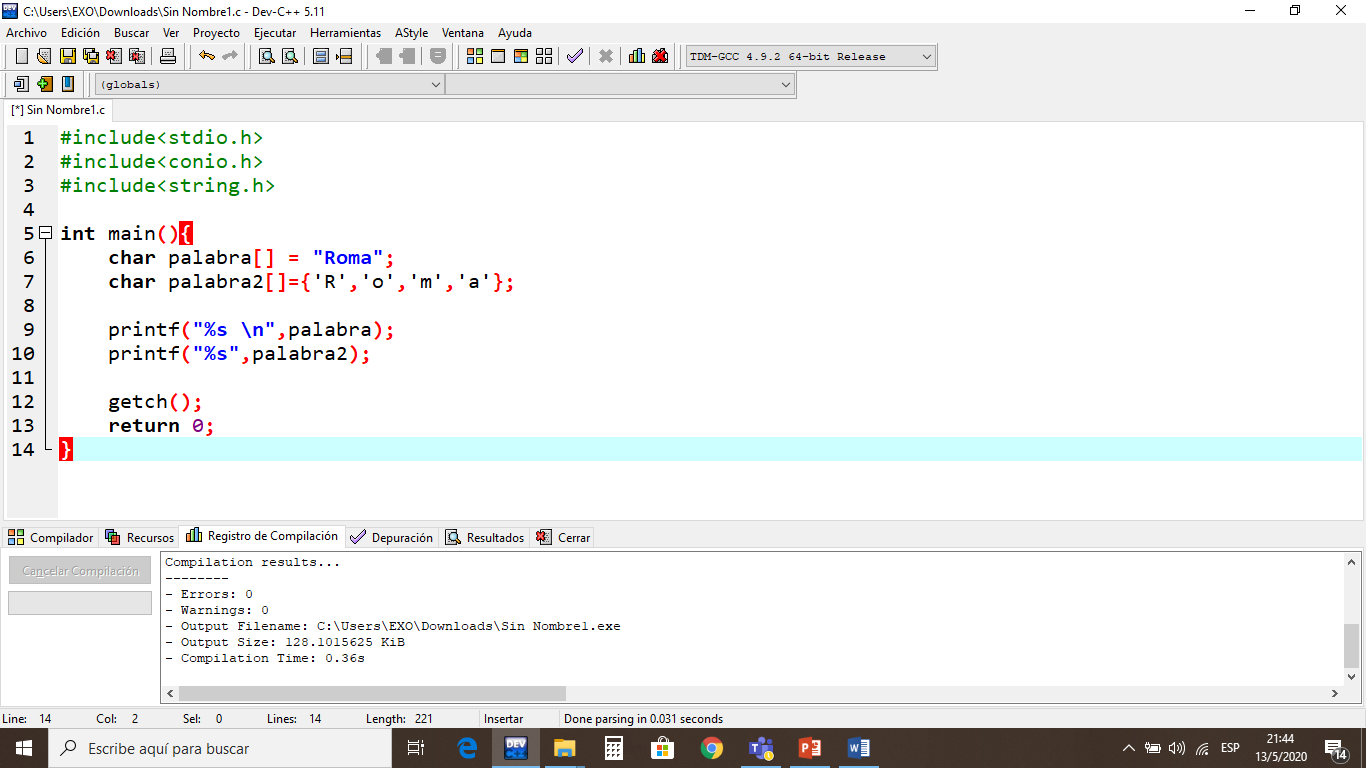 C:\Users\EXO\Downloads\Sin Nombre1.c - Dev-C++ 5.11
Archivo Edición Buscar Ver Proyecto Ejecutar Herramientas AStyle Ventana Ayuda
TDM-GCC 4.9.2 64-bit Release
(globals)
[*] Sin Nombre1.c
1 #include<stdio.h>
2 #include<conio.h>
3 #include<string.h>
4
5 int main(){
6 char palabra[] = "Roma";
7 char palabra2[]={'R','o','m','a'};
8
9 printf("%s \n",palabra);
10 printf("%s",palabra2);
11
12 getch();
13 return 0;
14 }
Compilador Recursos Registro de Compilación Depuración Resultados Cerrar
Cancelar Compilación
Compilation results...
--------
- Errors: 0
- Warnings: 0
- Output Filename: C:\Users\EXO\Downloads\Sin Nombre1.exe
- Output Size: 128.1015625 KiB
- Compilation Time: 0.36s
Line: 14 Col: 2 Sel: 0 Lines: 14 Length: 221 Insertar Done parsing in 0.031 seconds
Escribe aquí para buscar
DEV
ESP
21:44
13/5/2020
14